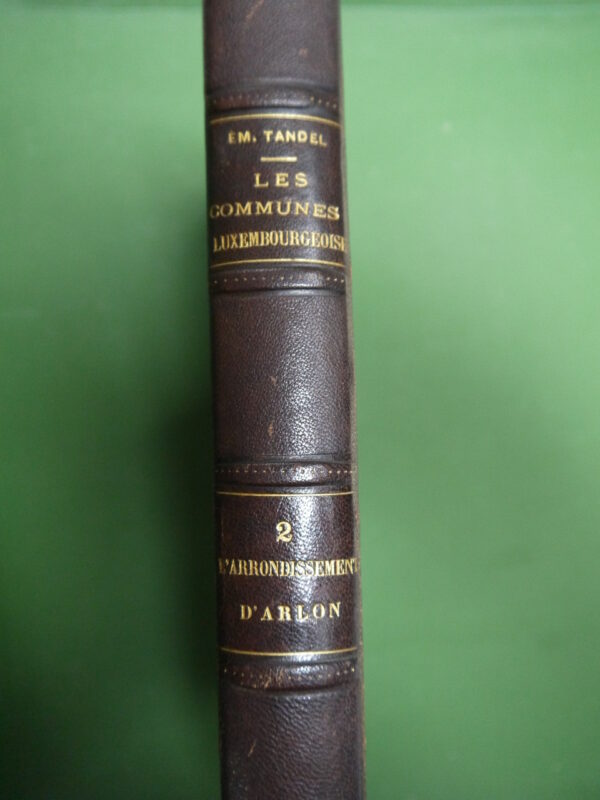 EM. TANDEL
LES
COMMUNES
LUXEMBOURGEOISE
2
L'ARRONDISSEMENT
D'ARLON